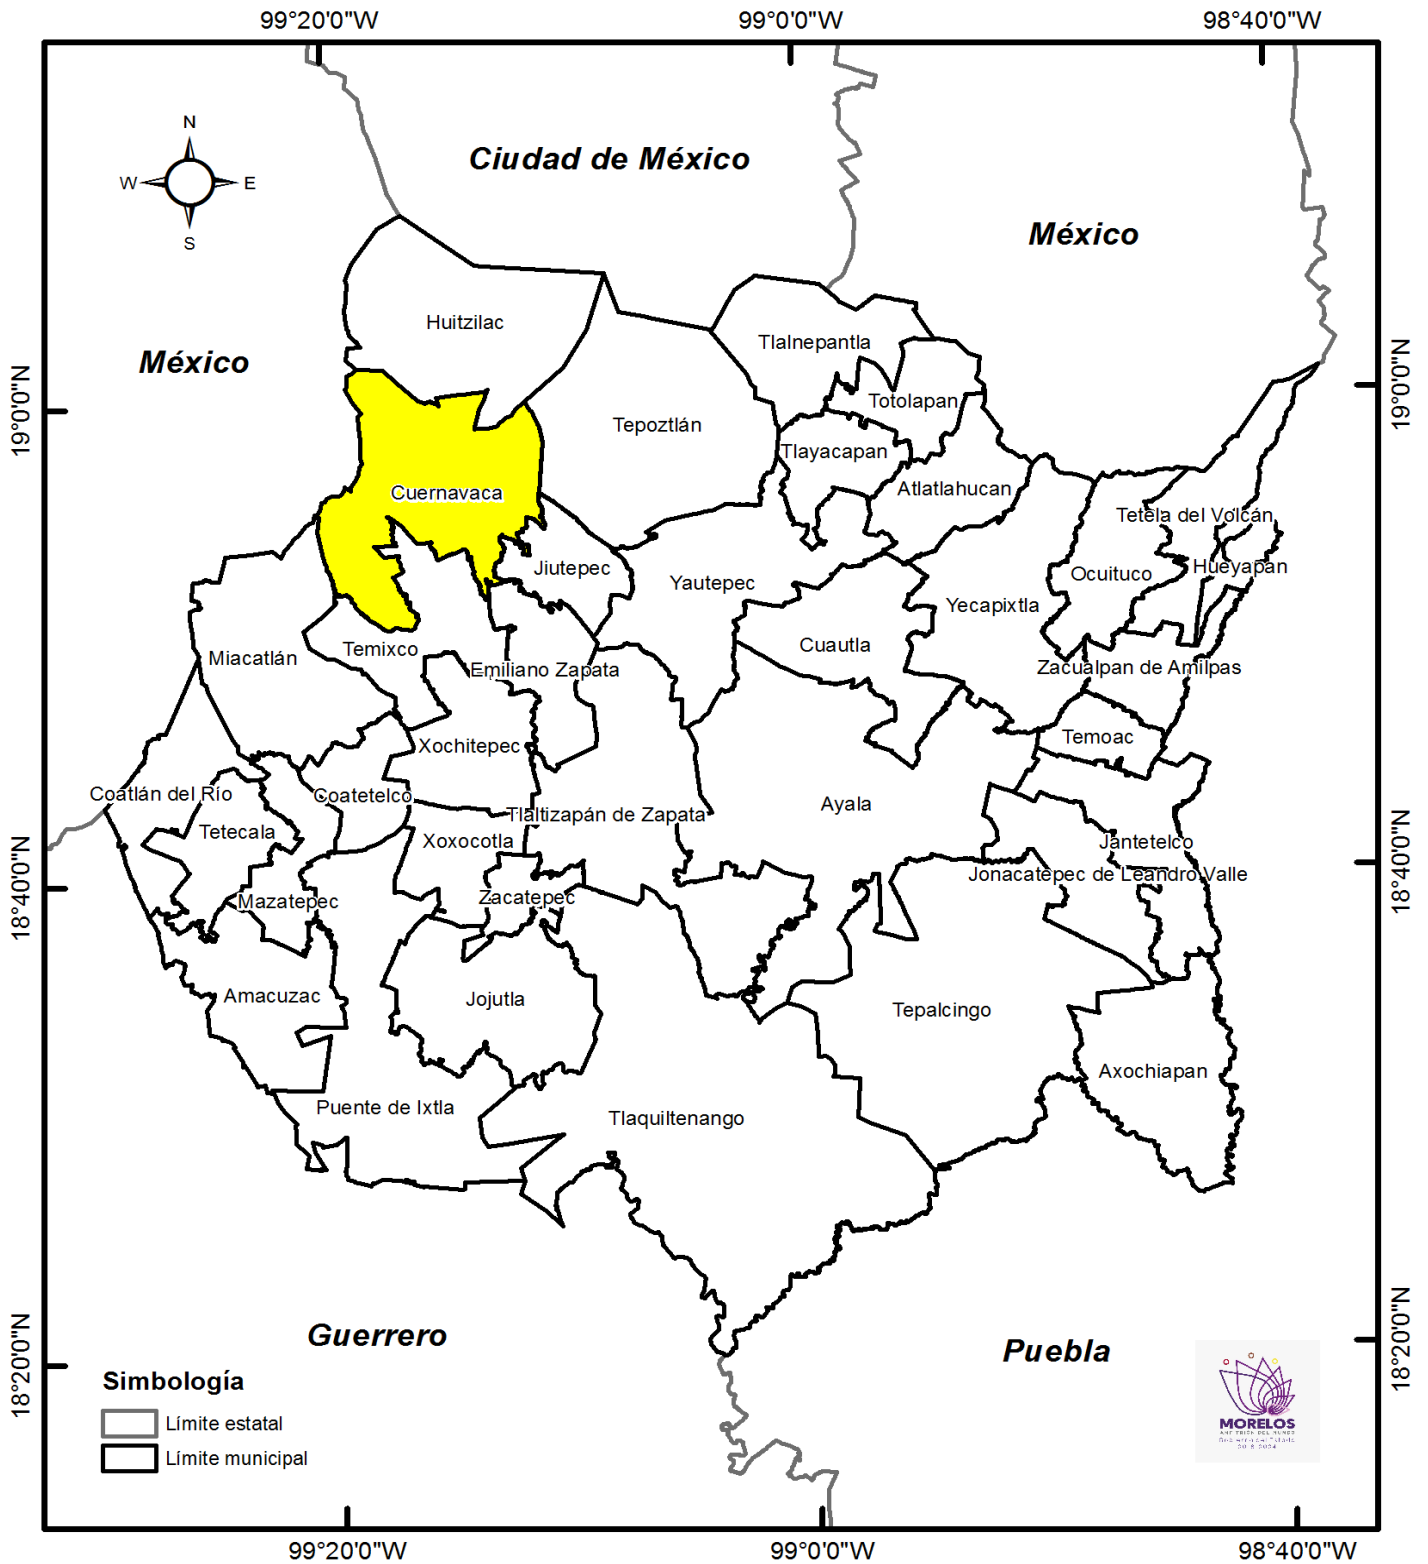 99°20'0"W
99°0'0"W
98°40'0"W
N
W
E
S
Ciudad de México
México
Huitzilac
México
Tlalnepantla
19°0'0"N
19°0'0"N
Totolapan
Tepoztlán
Tlayacapan
Cuernavaca
Atlatlahucan
Tetela del Volcán
Jiutepec
Yautepec
Ocuituco
Hueyapan
Yecapixtla
Temixco
Cuautla
Miacatlán
Emiliano Zapata
Zacualpan de Amilpas
Xochitepec
Temoac
Coatlán del Río
Coatetelco
Ayala
Tlaltizapán de Zapata
Tetecala
Xoxocotla
Jantetelco
18°40'0"N
18°40'0"N
Jonacatepec de Leandro Valle
Mazatepec
Zacatepec
Amacuzac
Jojutla
Tepalcingo
Axochiapan
Puente de Ixtla
Tlaquiltenango
Guerrero
Puebla
18°20'0"N
18°20'0"N
Simbología
Límite estatal
Límite municipal
MORELOS
99°20'0"W
99°0'0"W
98°40'0"W